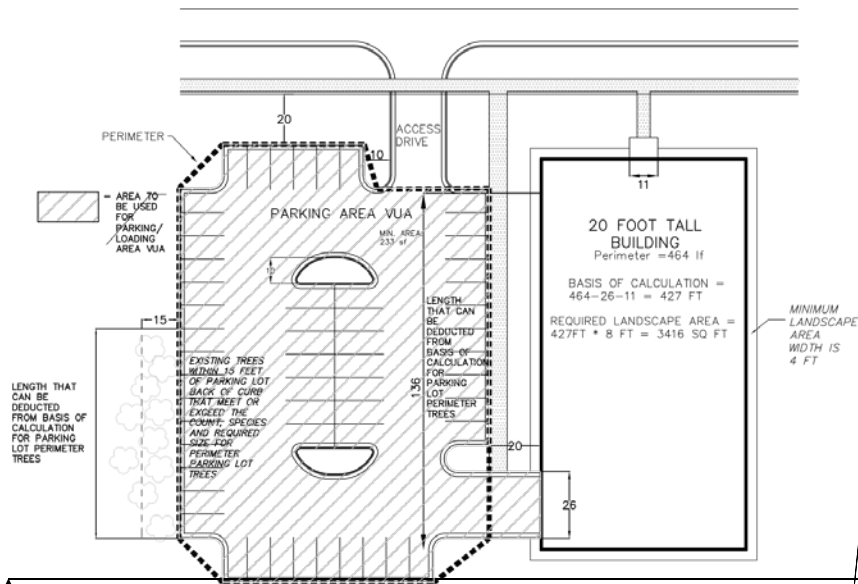 20
PERIMETER
ACCESS
DRIVE
10
11
= AREA TO
BE USED
FOR
PARKING/
LOADING
AREA VUA
PARKING AREA VUA
MIN. AREA
233 sf
20 FOOT TALL
BUILDING
Perimeter =464 lf
BASIS OF CALCULATION =
464-26-11 = 427 FT
REQUIRED LANDSCAPE AREA =
427FT * 8 FT = 3416 SQ FT
MINIMUM
LANDSCAPE
AREA
WIDTH IS
4 FT
15
LENGTH THAT
CAN BE
DEDUCTED
FROM BASIS OF
CALCULATION
FOR PARKING
LOT PERIMETER
TREES
EXISTING TREES
WITHIN 15 FEET
OF PARKING LOT
BACK OF CURB
THAT MEET OR
EXCEED THE
COUNT, SPECIES
AND REQUIRED
SIZE FOR
PERIMETER
PARKING LOT
TREES
136
LENGTH
THAT CAN
BE
DEDUCTED
FROM
BASIS OF
CALCULATION
FOR
PARKING
LOT
PERIMETER
TREES
20
26